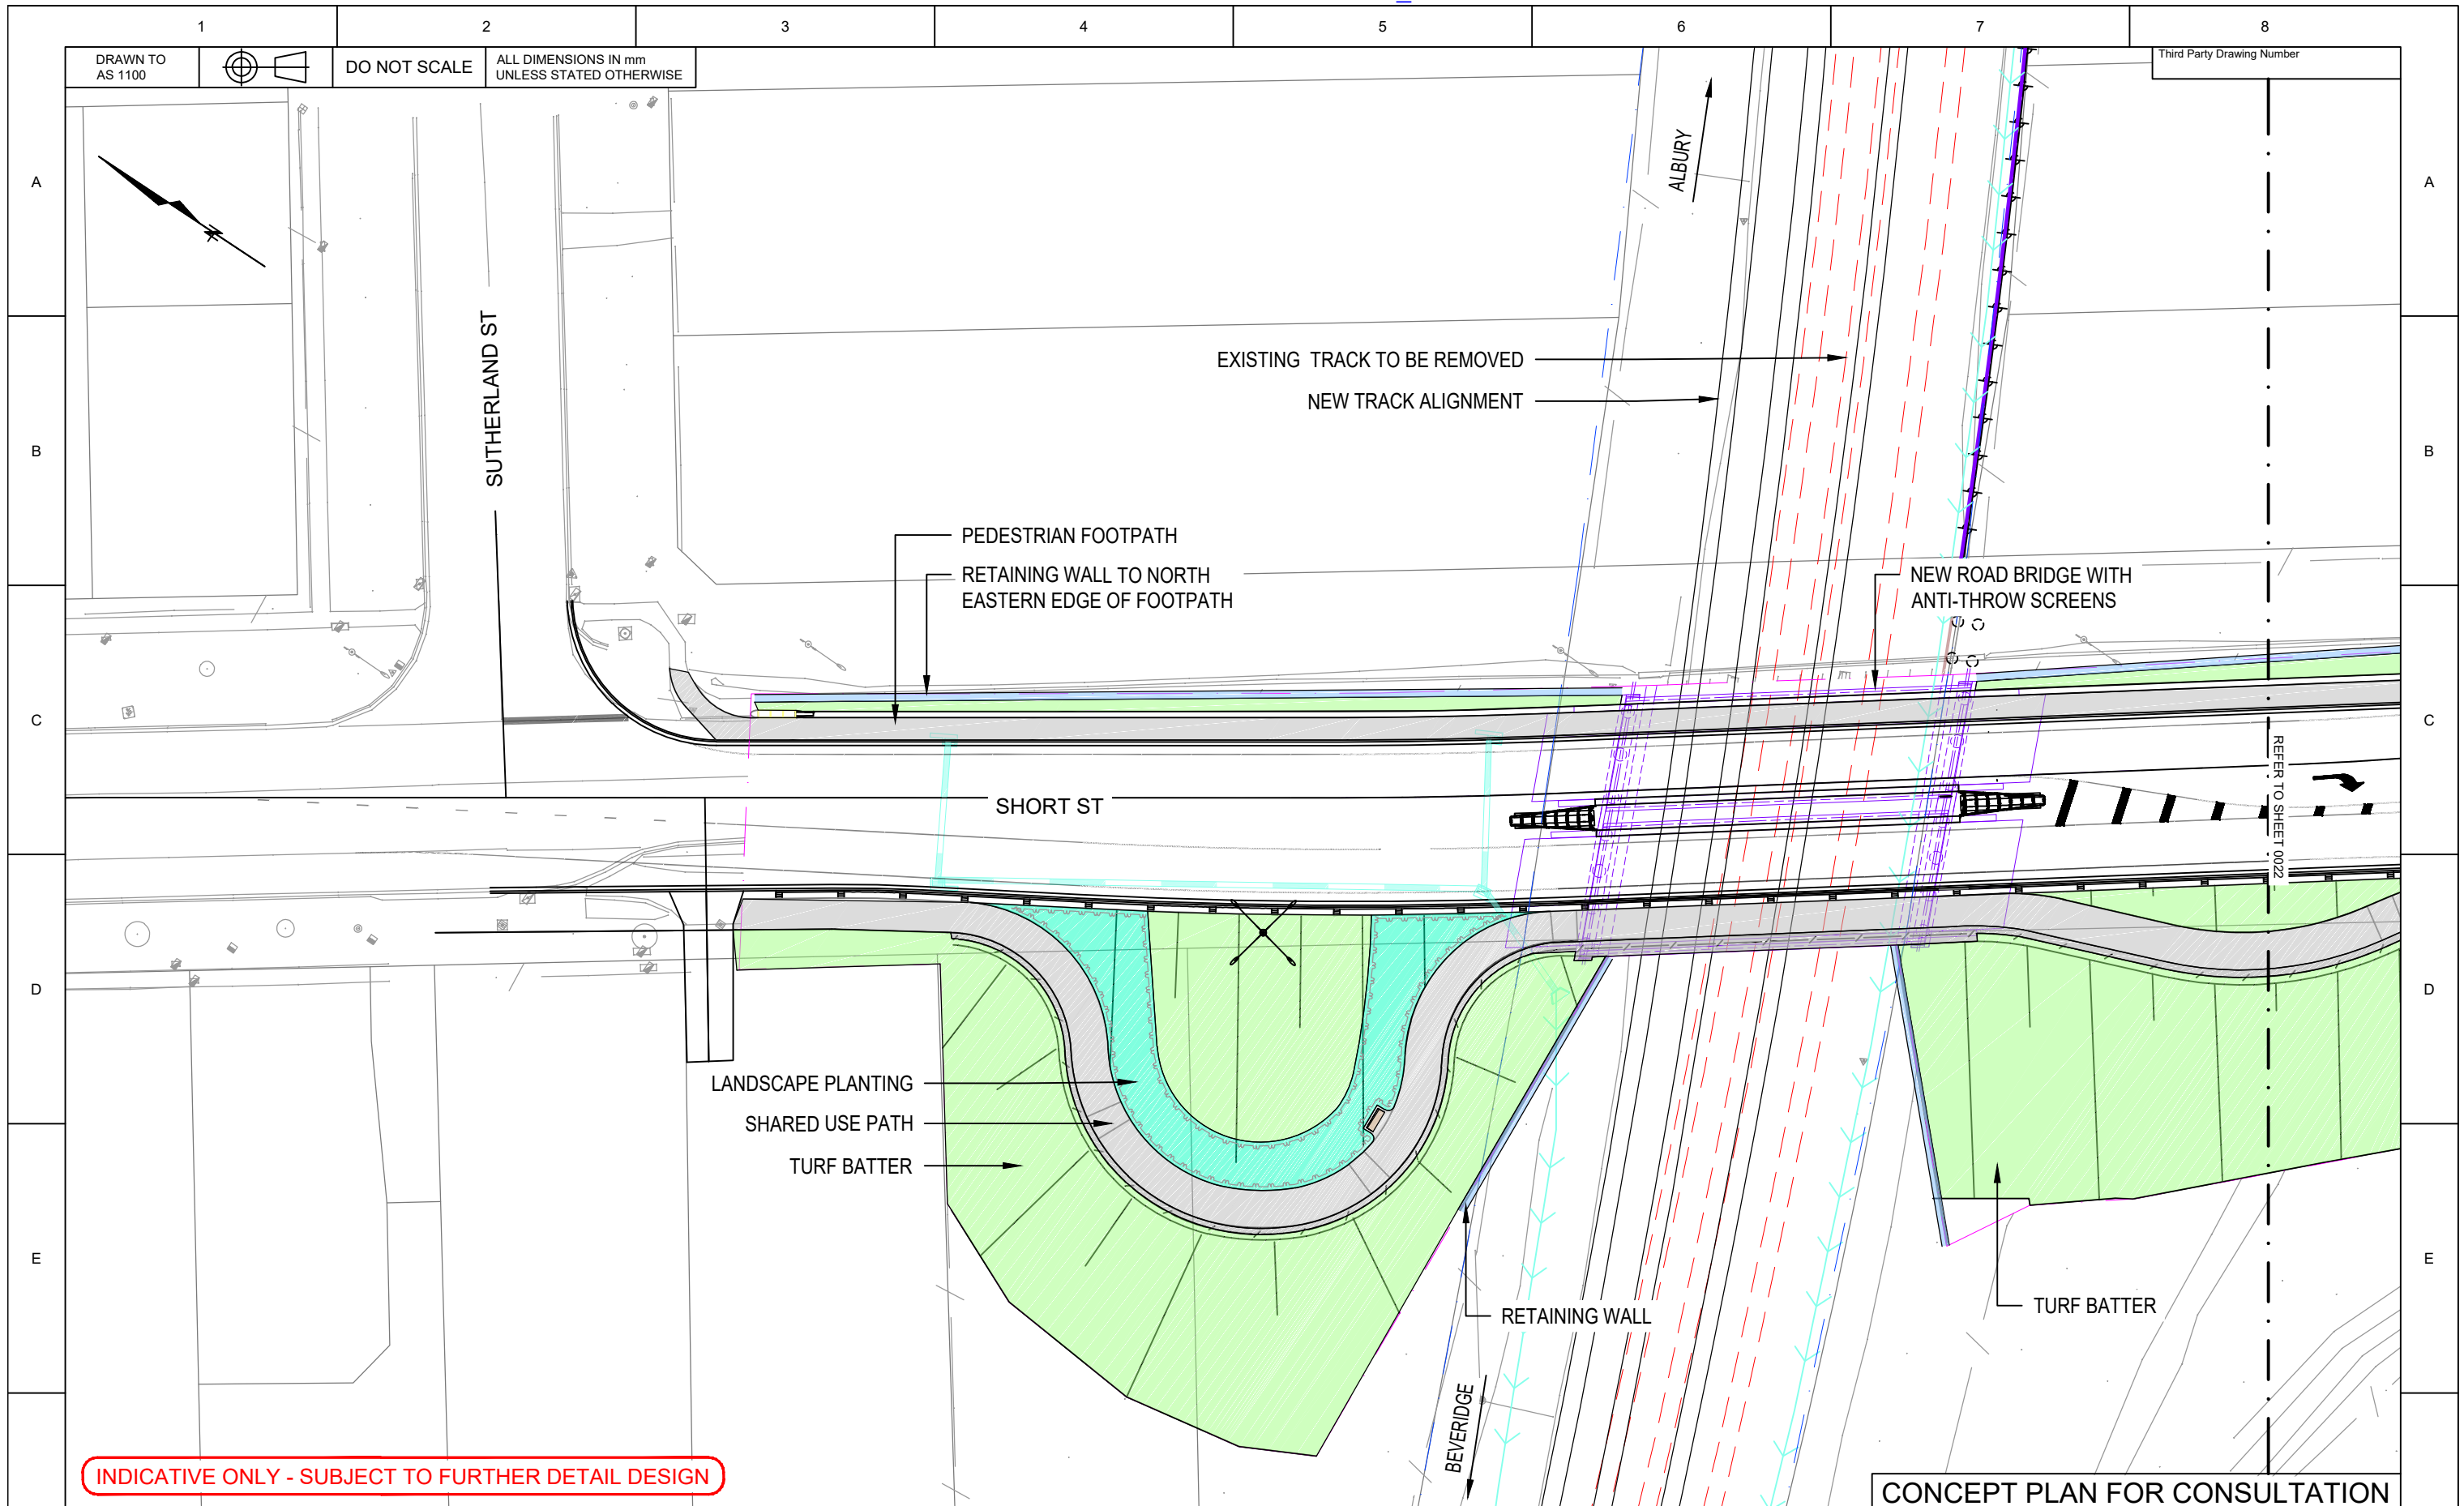 1 2 3 4 5 6 7 8
DRAWN TO
AS 1100
DO NOT SCALE
ALL DIMENSIONS IN mm
UNLESS STATED OTHERWISE
Third Party Drawing Number
A
A
N
ALBURY
SUTHERLAND ST
EXISTING TRACK TO BE REMOVED
NEW TRACK ALIGNMENT
B
B
PEDESTRIAN FOOTPATH
RETAINING WALL TO NORTH
EASTERN EDGE OF FOOTPATH
NEW ROAD BRIDGE WITH
ANTI-THROW SCREENS
C
C
SHORT ST
REFER TO SHEET 0022
D
D
LANDSCAPE PLANTING
SHARED USE PATH
TURF BATTER
E
E
RETAINING WALL
TURF BATTER
BEVERIDGE
INDICATIVE ONLY - SUBJECT TO FURTHER DETAIL DESIGN
CONCEPT PLAN FOR CONSULTATION